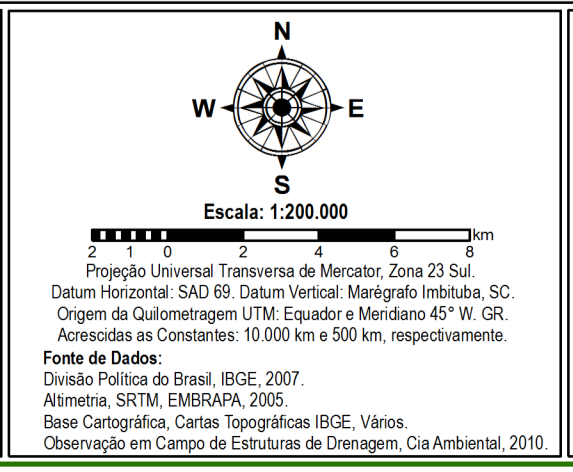 N
W E
S
Escala: 1:200.000
km
2 1 0 2 4 6 8
Projeção Universal Transversa de Mercator, Zona 23 Sul.
Datum Horizontal: SAD 69. Datum Vertical: Marégrafo Imbituba, SC.
Origem da Quilometragem UTM: Equador e Meridiano 45° W. GR.
Acrescidas as Constantes: 10.000 km e 500 km, respectivamente.
Fonte de Dados:
Divisão Política do Brasil, IBGE, 2007.
Altimetria, SRTM, EMBRAPA, 2005.
Base Cartográfica, Cartas Topográficas IBGE, Vários.
Observação em Campo de Estruturas de Drenagem, Cia Ambiental, 2010.